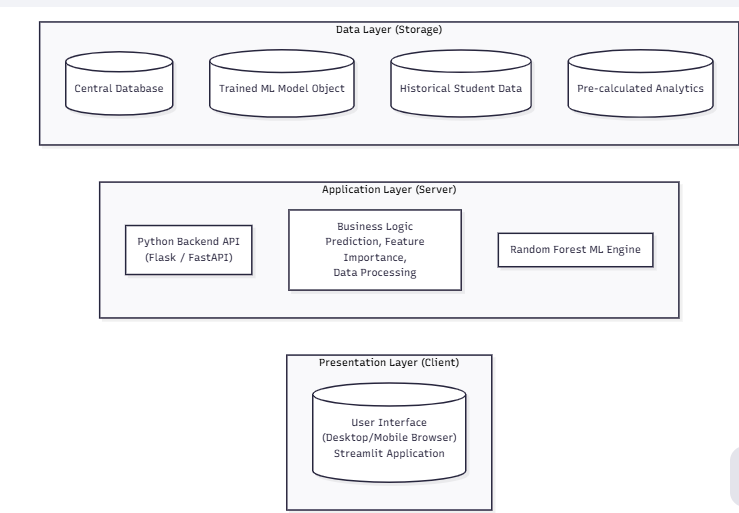 Data Layer (Storage)
Central Database
Trained ML Model Object
Historical Student Data
Pre-calculated Analytics
Application Layer (Server)
Python Backend API
(Flask / FastAPI)
Business Logic
Prediction, Feature
Importance,
Data Processing
Random Forest ML Engine
Presentation Layer (Client)
User Interface
(Desktop/Mobile Browser)
Streamlit Application